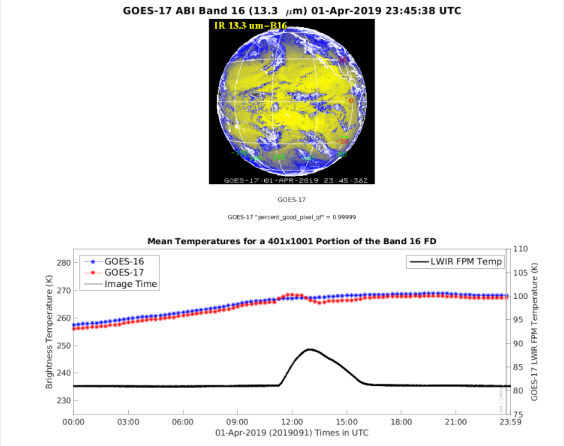 GOES-17 ABI Band 16 (13.3 μm) 01-Apr-2019 23:45:38 UTC
IR 13.3 um-B16
GOES-17:01-APR-2019 23:45:38Z
GOES-17
GOES-17 "percent_good_pixel_qf" = 0.99999
Mean Temperatures for a 401x1001 Portion of the Band 16 FD
Brightness Temperature (K)
280
270
260
250
240
230
GOES-16
GOES-17
Image Time
LWIR FPM Temp
110
105
100
95
90
85
80
75
GOES-17 LWIR FPM Temperature (K)
00:00 03:00 06:00 09:00 12:00 15:00 18:00 21:00 23:59
01-Apr-2019 (2019091) Times in UTC